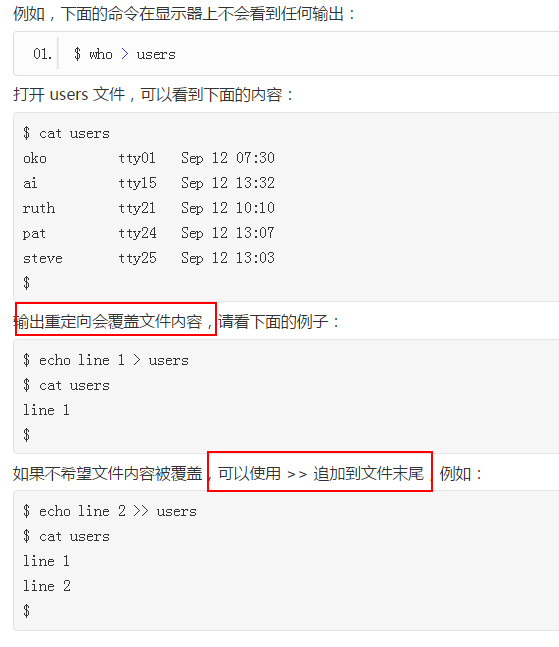 例如，下面的命令在显示器上不会看到任何输出：
01. $ who > users
打开 users 文件，可以看到下面的内容：
$ cat users
oko         tty01   Sep 12 07:30
ai          tty15   Sep 12 13:32
ruth        tty21   Sep 12 10:10
pat         tty24   Sep 12 13:07
steve       tty25   Sep 12 13:03
$
输出重定向会覆盖文件内容，请看下面的例子：
$ echo line 1 > users
$ cat users
line 1
$
如果不希望文件内容被覆盖，可以使用 >> 追加到文件末尾，例如：
$ echo line 2 >> users
$ cat users
line 1
line 2
$